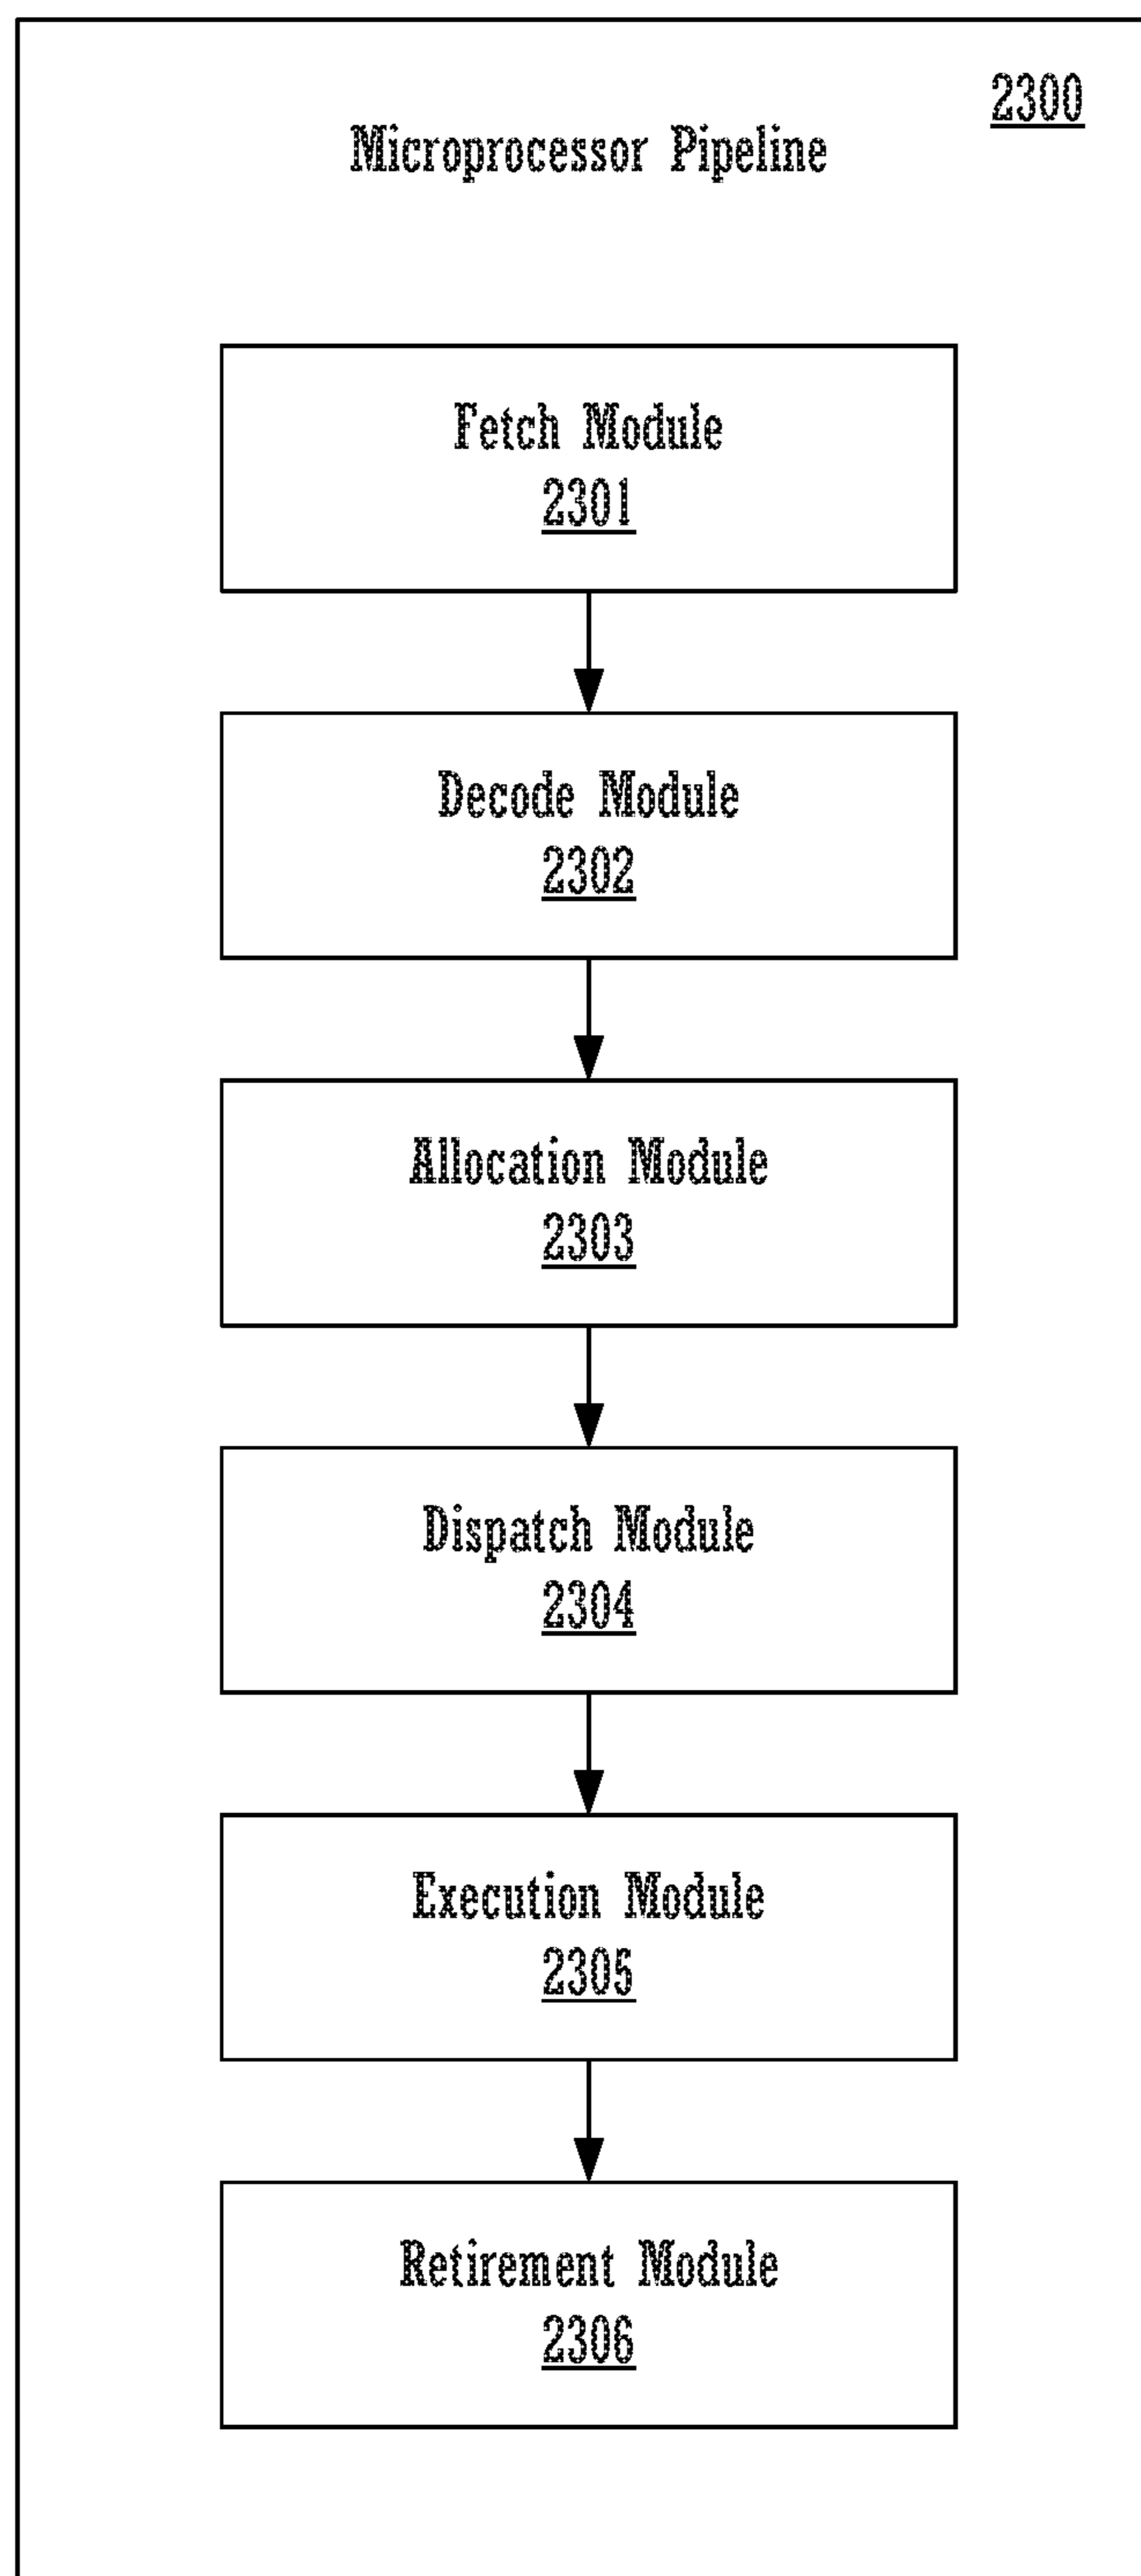 2300
Microprocessor Pipeline
Fetch Module
2301
Decode Module
2302
Allocation Module
2303
Dispatch Module
2304
Execution Module
2305
Retirement Module
2306